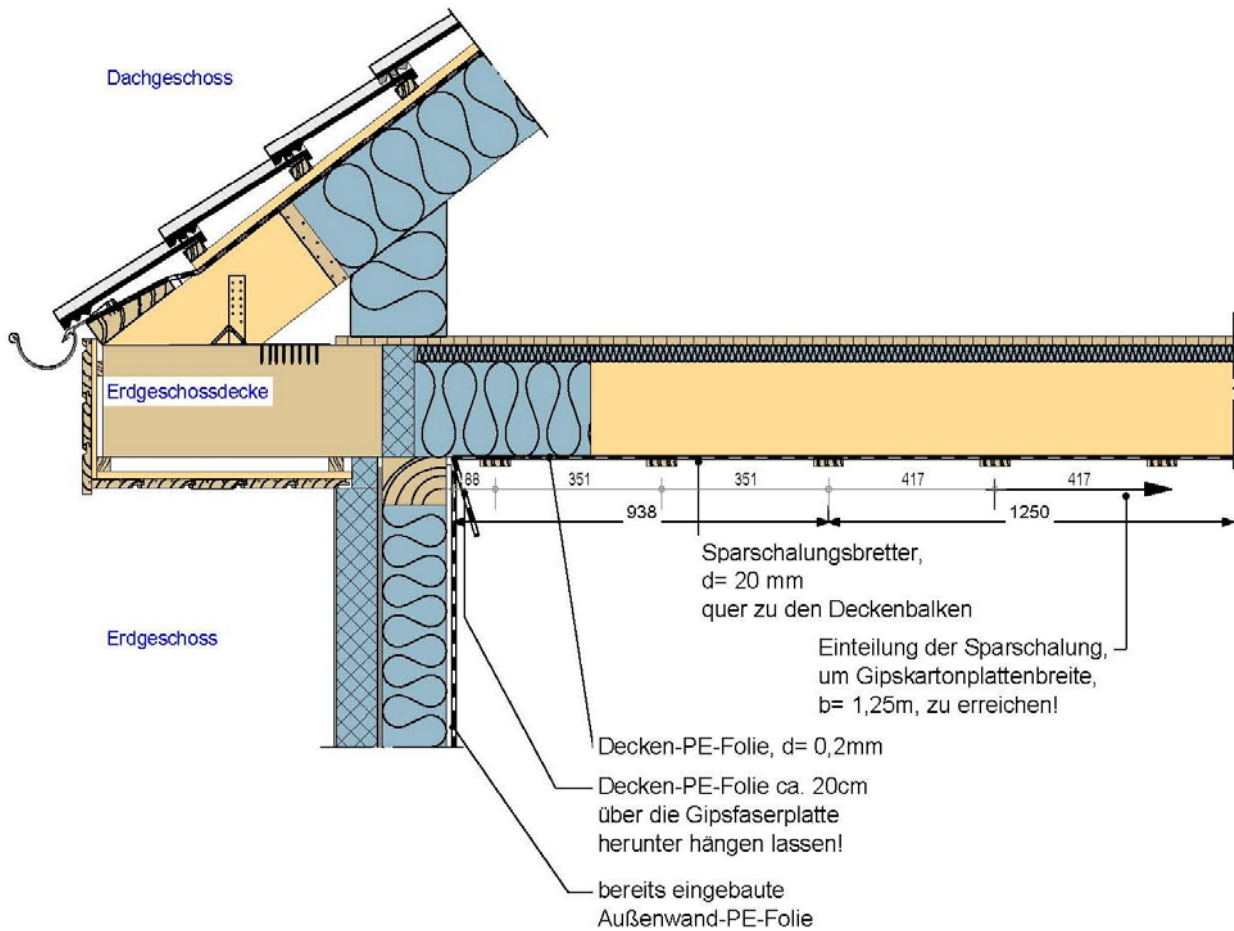 Dachgeschoss
Erdgeschossdecke
88 351 351 417 417
938 1250
Sparschalungsbretter,
d= 20 mm
quer zu den Deckenbalken
Erdgeschoss
Einteilung der Sparschalung,
um Gipskartonplattenbreite,
b= 1,25m, zu erreichen!
Decken-PE-Folie, d= 0,2mm
Decken-PE-Folie ca. 20cm
über die Gipsfaserplatte
herunter hängen lassen!
bereits eingebaute
Außenwand-PE-Folie